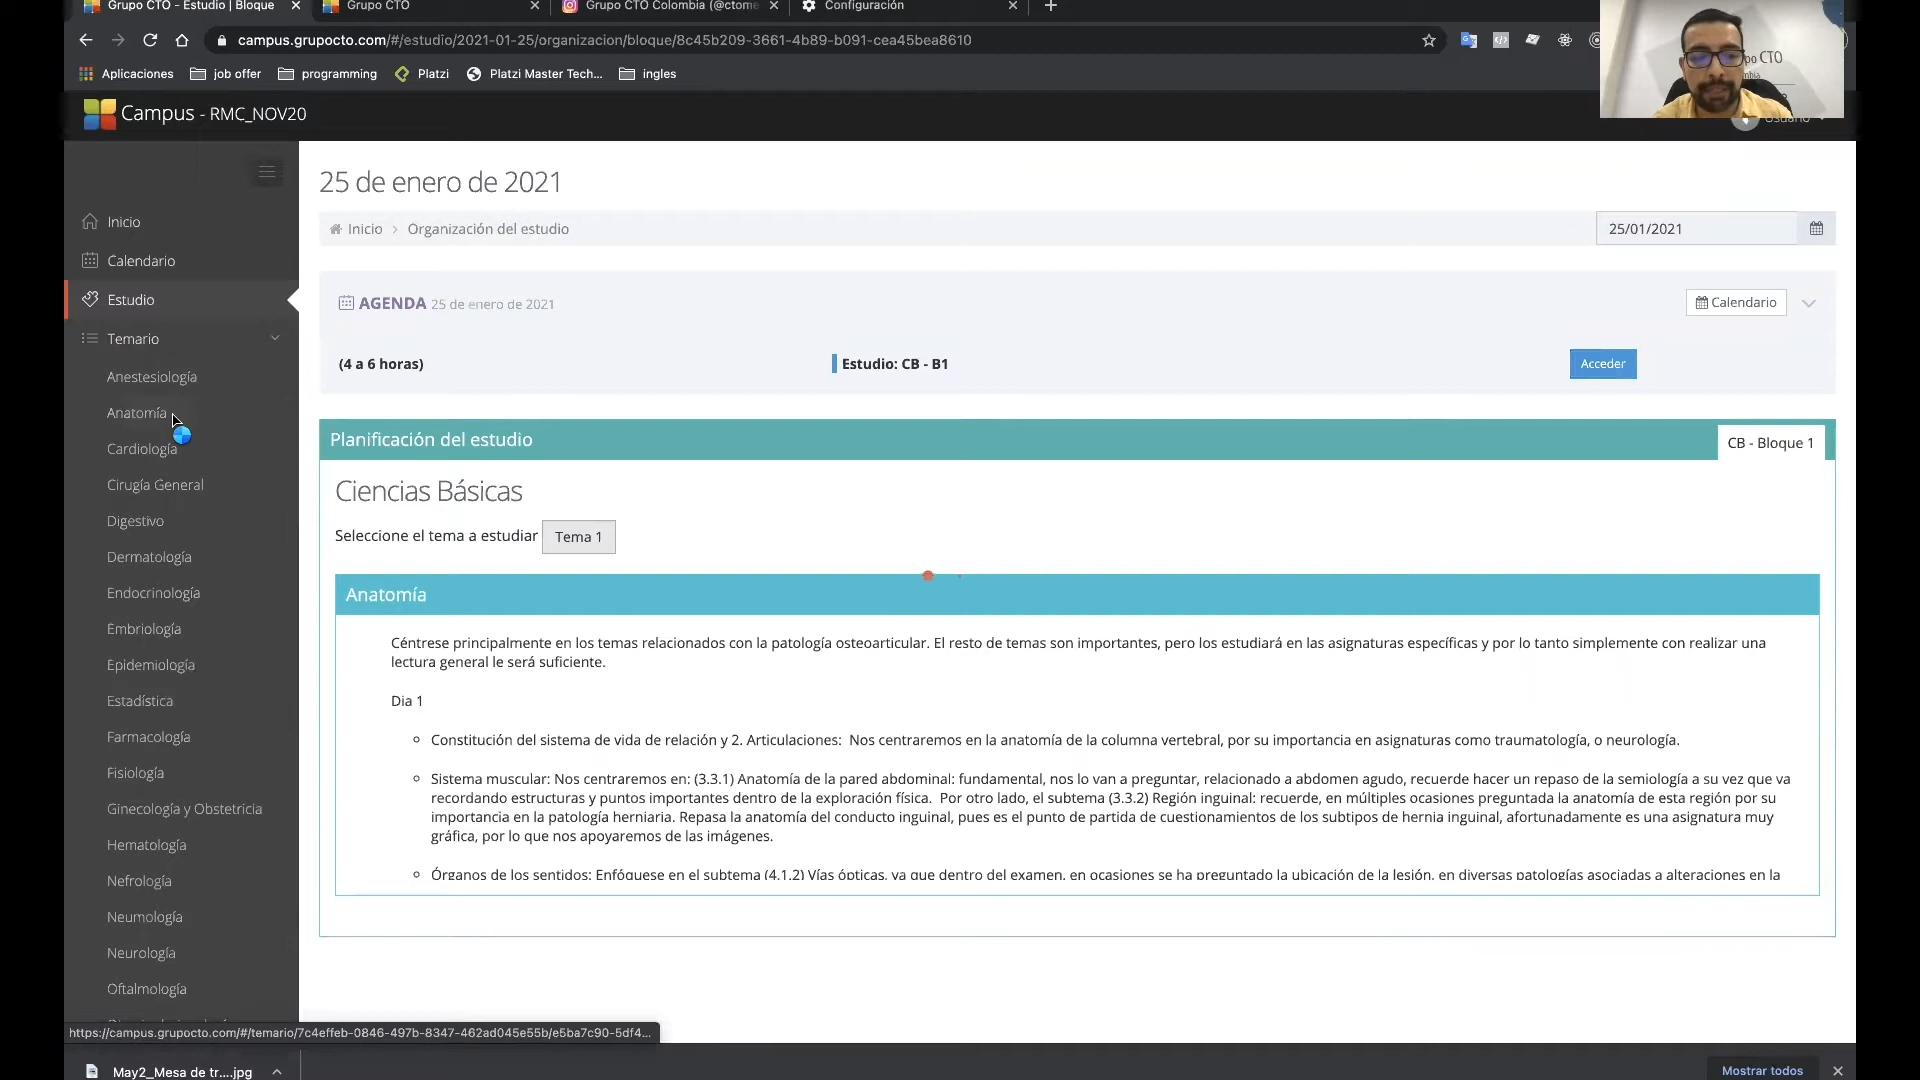 Grupo CTO - Estudio | Bloque
Grupo CTO
Grupo CTO Colombia (@ctome
Configuración
campus.grupocto.com/#/estudio/2021-01-25/organizacion/bloque/8c45b209-3661-4b89-b091-cea45bea8610
Aplicaciones
job offer
programming
Platzi
Platzi Master Tech...
ingles
po CTO
Campus - RMC_NOV20
Usuario
25 de enero de 2021
Inicio
Calendario
Estudio
Temario
Anestesiología
Anatomía
Cardiología
Cirugía General
Digestivo
Dermatología
Endocrinología
Embriología
Epidemiología
Estadística
Farmacología
Fisiología
Ginecología y Obstetricia
Hematología
Nefrología
Neumología
Neurología
Oftalmología
Inicio > Organización del estudio
25/01/2021
AGENDA 25 de enero de 2021
Calendario
(4 a 6 horas)
Estudio: CB - B1
Acceder
Planificación del estudio
CB - Bloque 1
Ciencias Básicas
Seleccione el tema a estudiar Tema 1
Anatomía
Céntrese principalmente en los temas relacionados con la patología osteoarticular. El resto de temas son importantes, pero los estudiará en las asignaturas específicas y por lo tanto simplemente con realizar una
lectura general le será suficiente.
Dia 1
Constitución del sistema de vida de relación y 2. Articulaciones: Nos centraremos en la anatomía de la columna vertebral, por su importancia en asignaturas como traumatología, o neurología.
Sistema muscular: Nos centraremos en: (3.3.1) Anatomía de la pared abdominal: fundamental, nos lo van a preguntar, relacionado a abdomen agudo, recuerde hacer un repaso de la semiología a su vez que va
recordando estructuras y puntos importantes dentro de la exploración física. Por otro lado, el subtema (3.3.2) Región inguinal: recuerde, en múltiples ocasiones preguntada la anatomía de esta región por su
importancia en la patología herniaria. Repasa la anatomía del conducto inguinal, pues es el punto de partida de cuestionamientos de los subtipos de hernia inguinal, afortunadamente es una asignatura muy
gráfica, por lo que nos apoyaremos de las imágenes.
Órganos de los sentidos: Enfóquese en el subtema (4.1.2) Vías ópticas, ya que dentro del examen, en ocasiones se ha preguntado la ubicación de la lesión, en diversas patologías asociadas a alteraciones en la
https://campus.grupocto.com/#/temario/7c4effeb-0846-497b-8347-462ad045e55b/e5ba7c90-5df4...
May2_Mesa de tr....jpg
Mostrar todos